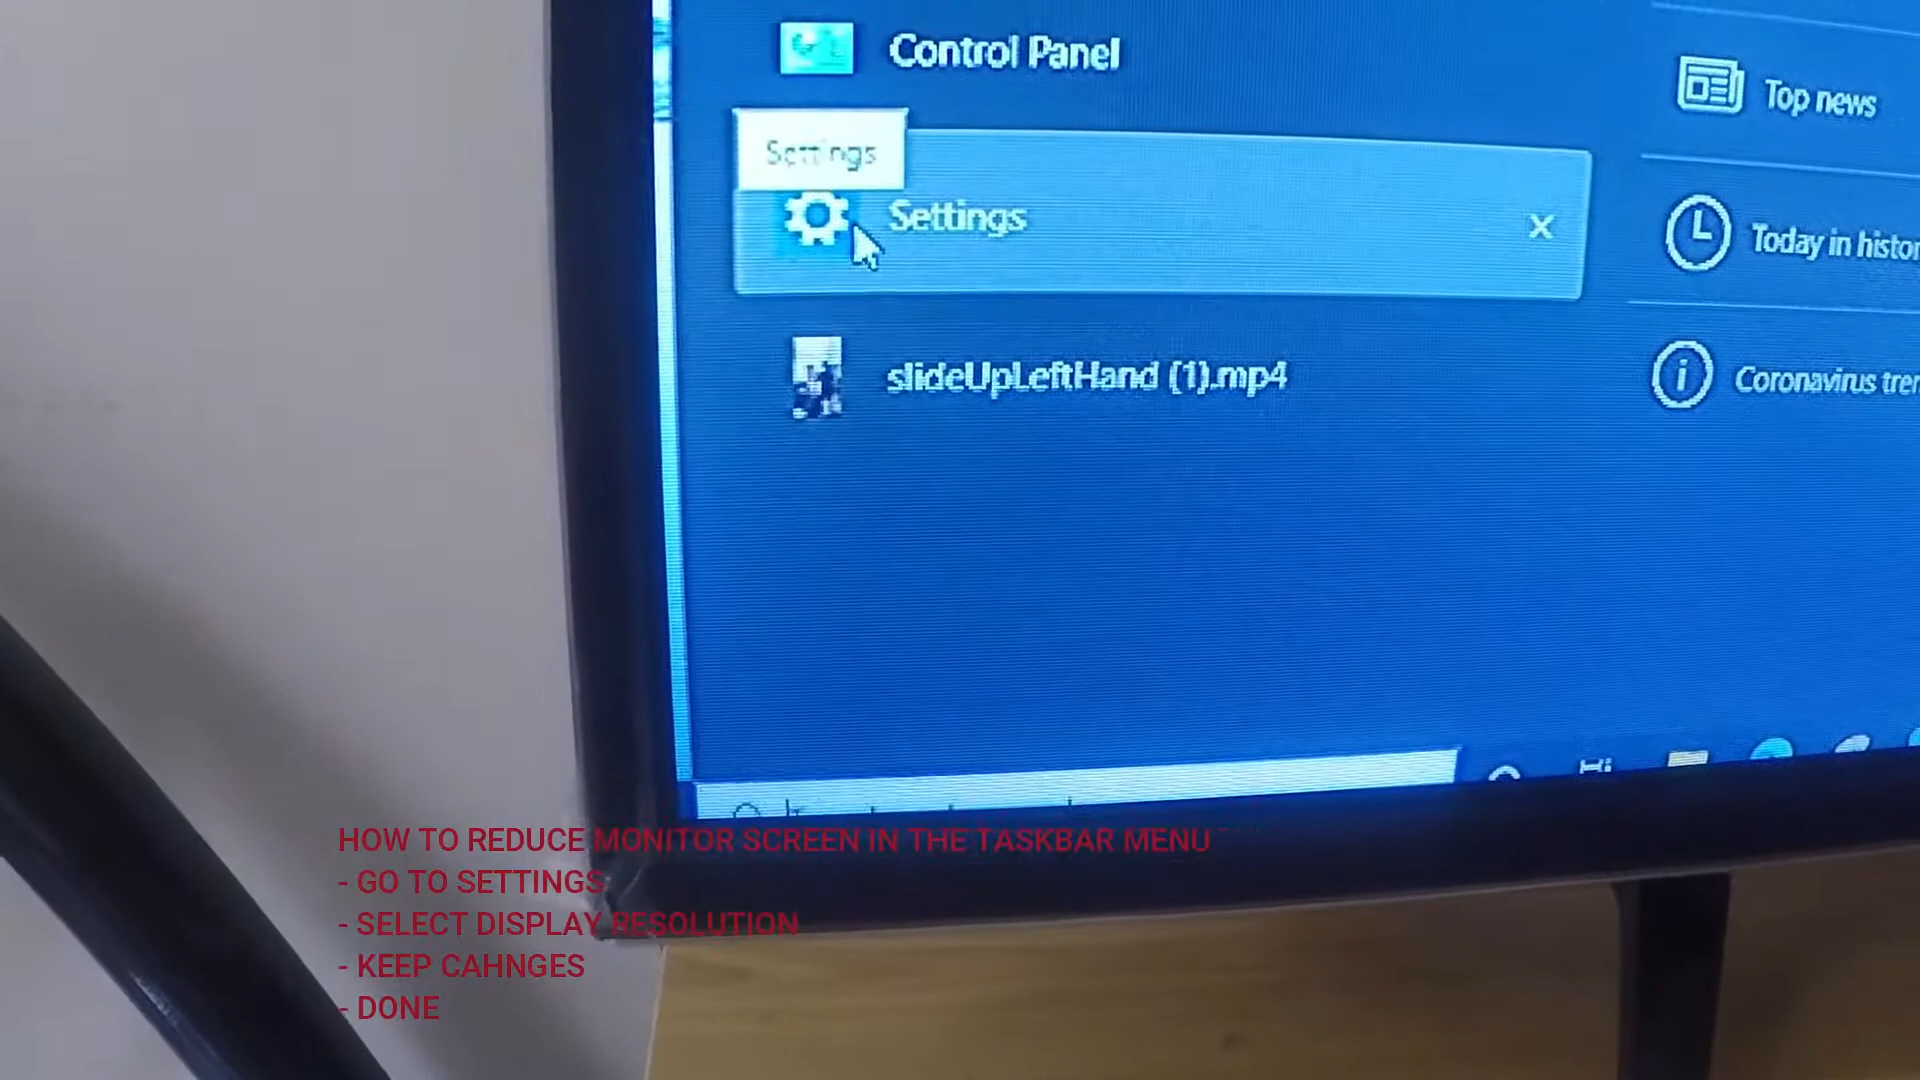 Control Panel
Top news
Settings
Settings
Today in histor
slideUpLeftHand (1).mp4
Coronavirus tren
HOW TO REDUCE MONITOR SCREEN IN THE TASKBAR MENU
- GO TO SETTINGS
- SELECT DISPLAY RESOLUTION
- KEEP CAHNGES
- DONE